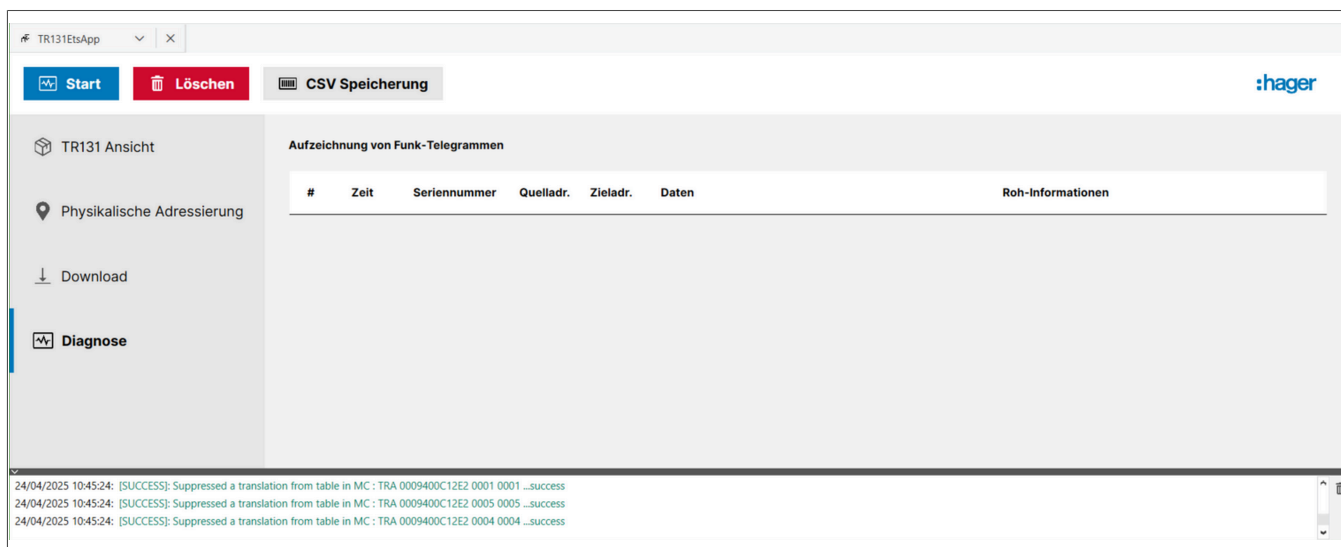 TR131EtsApp
Start Löschen CSV Speicherung :hager
TR131 Ansicht
Physikalische Adressierung
Download
Diagnose
Aufzeichnung von Funk-Telegrammen
# Zeit Seriennummer Quelladr. Zieladr. Daten Roh-Informationen
24/04/2025 10:45:24: [SUCCESS]: Suppressed a translation from table in MC : TRA 0009400C12E2 0001 0001 ...success
24/04/2025 10:45:24: [SUCCESS]: Suppressed a translation from table in MC : TRA 0009400C12E2 0005 0005 ...success
24/04/2025 10:45:24: [SUCCESS]: Suppressed a translation from table in MC : TRA 0009400C12E2 0004 0004 ...success